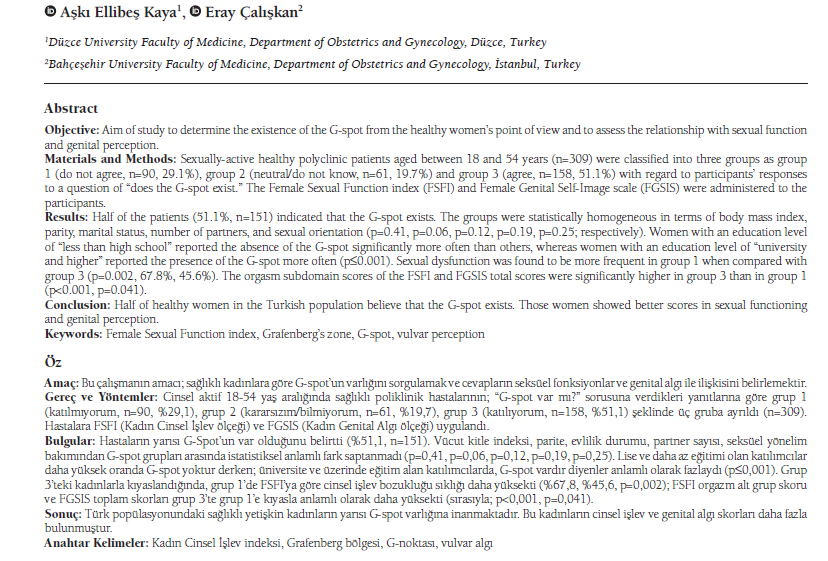 Aşkı Ellibeş Kaya1, Eray Çalışkan2
1Düzce University Faculty of Medicine, Department of Obstetrics and Gynecology, Düzce, Turkey
2Bahçeşehir University Faculty of Medicine, Department of Obstetrics and Gynecology, İstanbul, Turkey
Abstract
Objective: Aim of study to determine the existence of the G-spot from the healthy women's point of view and to assess the relationship with sexual function
and genital perception.
Materials and Methods: Sexually-active healthy polyclinic patients aged between 18 and 54 years (n=309) were classified into three groups as group
1 (do not agree, n=90, 29.1%), group 2 (neutral/do not know, n=61, 19.7%) and group 3 (agree, n=158, 51.1%) with regard to participants' responses
to a question of "does the G-spot exist." The Female Sexual Function index (FSFI) and Female Genital Self-Image scale (FGSIS) were administered to the
participants.
Results: Half of the patients (51.1%, n=151) indicated that the G-spot exists. The groups were statistically homogeneous in terms of body mass index,
parity, marital status, number of partners, and sexual orientation (p=0.41, p=0.06, p=0.12, p=0.19, p=0.25; respectively). Women with an education level
of "less than high school" reported the absence of the G-spot significantly more often than others, whereas women with an education level of "university
and higher" reported the presence of the G-spot more often (p≤0.001). Sexual dysfunction was found to be more frequent in group 1 when compared with
group 3 (p=0.002, 67.8%, 45.6%). The orgasm subdomain scores of the FSFI and FGSIS total scores were significantly higher in group 3 than in group 1
(p<0.001, p=0.041).
Conclusion: Half of healthy women in the Turkish population believe that the G-spot exists. Those women showed better scores in sexual functioning
and genital perception.
Keywords: Female Sexual Function index, Grafenberg's zone, G-spot, vulvar perception
Öz
Amaç: Bu çalışmanın amacı; sağlıklı kadınlara göre G-spot'un varlığını sorgulamak ve cevapların seksüel fonksiyonlar ve genital algı ile ilişkisini belirlemektir.
Gereç ve Yöntemler: Cinsel aktif 18-54 yaş aralığında sağlıklı poliklinik hastalarının; "G-spot var mı?" sorusuna verdikleri yanıtlarına göre grup 1
(katılmıyorum, n=90, %29,1), grup 2 (kararsızım/bilmiyorum, n=61, %19,7), grup 3 (katılıyorum, n=158, %51,1) şeklinde üç gruba ayrıldı (n=309).
Hastalara FSFI (Kadın Cinsel İşlev ölçeği) ve FGSIS (Kadın Genital Algı ölçeği) uygulandı.
Bulgular: Hastaların yarısı G-Spot'un var olduğunu belirtti (%51,1, n=151). Vücut kitle indeksi, parite, evlilik durumu, partner sayısı, seksüel yönelim
bakımından G-spot grupları arasında istatistiksel anlamlı fark saptanmadı (p=0,41, p=0,06, p=0,12, p=0,19, p=0,25). Lise ve daha az eğitimi olan katılımcılar
daha yüksek oranda G-spot yoktur derken; üniversite ve üzerinde eğitim alan katılımcılarda, G-spot vardır diyenler anlamlı olarak fazlaydı (p≤0,001). Grup
3'teki kadınlarla kıyaslandığında, grup 1'de FSFI'ya göre cinsel işlev bozukluğu sıklığı daha yüksekti (%67,8, %45,6, p=0,002); FSFI orgazm alt grup skoru
ve FGSIS toplam skorları grup 3'te grup 1'e kıyasla anlamlı olarak daha yüksekti (sırasıyla; p<0,001, p=0,041).
Sonuç: Türk popülasyonundaki sağlıklı yetişkin kadınların yarısı G-spot varlığına inanmaktadır. Bu kadınların cinsel işlev ve genital algı skorları daha fazla
bulunmuştur.
Anahtar Kelimeler: Kadın Cinsel İşlev indeksi, Grafenberg bölgesi, G-noktası, vulvar algı